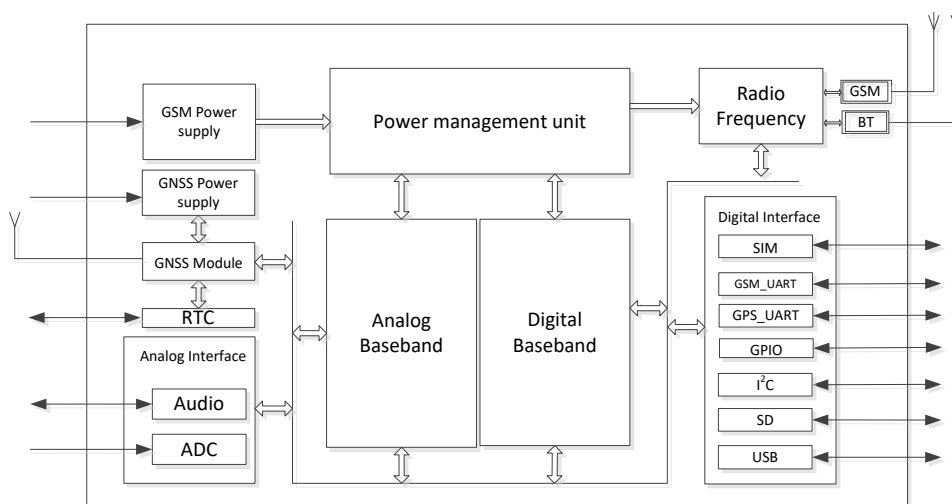 GSM Power
supply
Power management unit
Radio
Frequency
GSM
BT
GNSS Power
supply
GNSS Module
RTC
Analog Interface
Audio
ADC
Analog
Baseband
Digital
Baseband
Digital Interface
SIM
GSM_UART
GPS_UART
GPIO
I²C
SD
USB